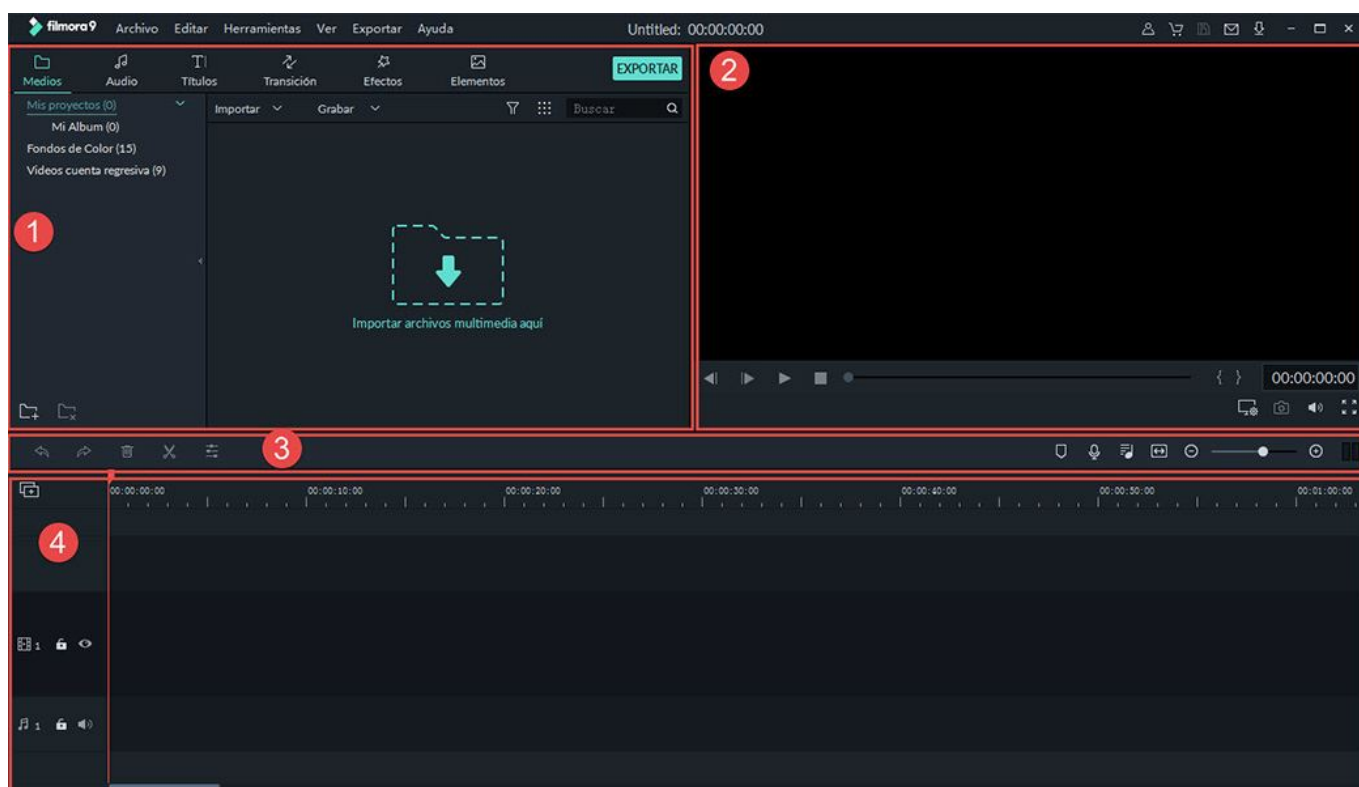 filmora9 Archivo Editar Herramientas Ver Exportar Ayuda Untitled: 00:00:00:00
Medios Audio Títulos Transición Efectos Elementos EXPORTAR
Mis proyectos (0) Importar Grabar Buscar
Mi Album (0)
Fondos de Color (15)
Videos cuenta regresiva (9)
1
Importar archivos multimedia aquí
2
00:00:00:00
3
00:00:00:00 00:00:10:00 00:00:20:00 00:00:30:00 00:00:40:00 00:00:50:00 00:01:00:00
4
1
1